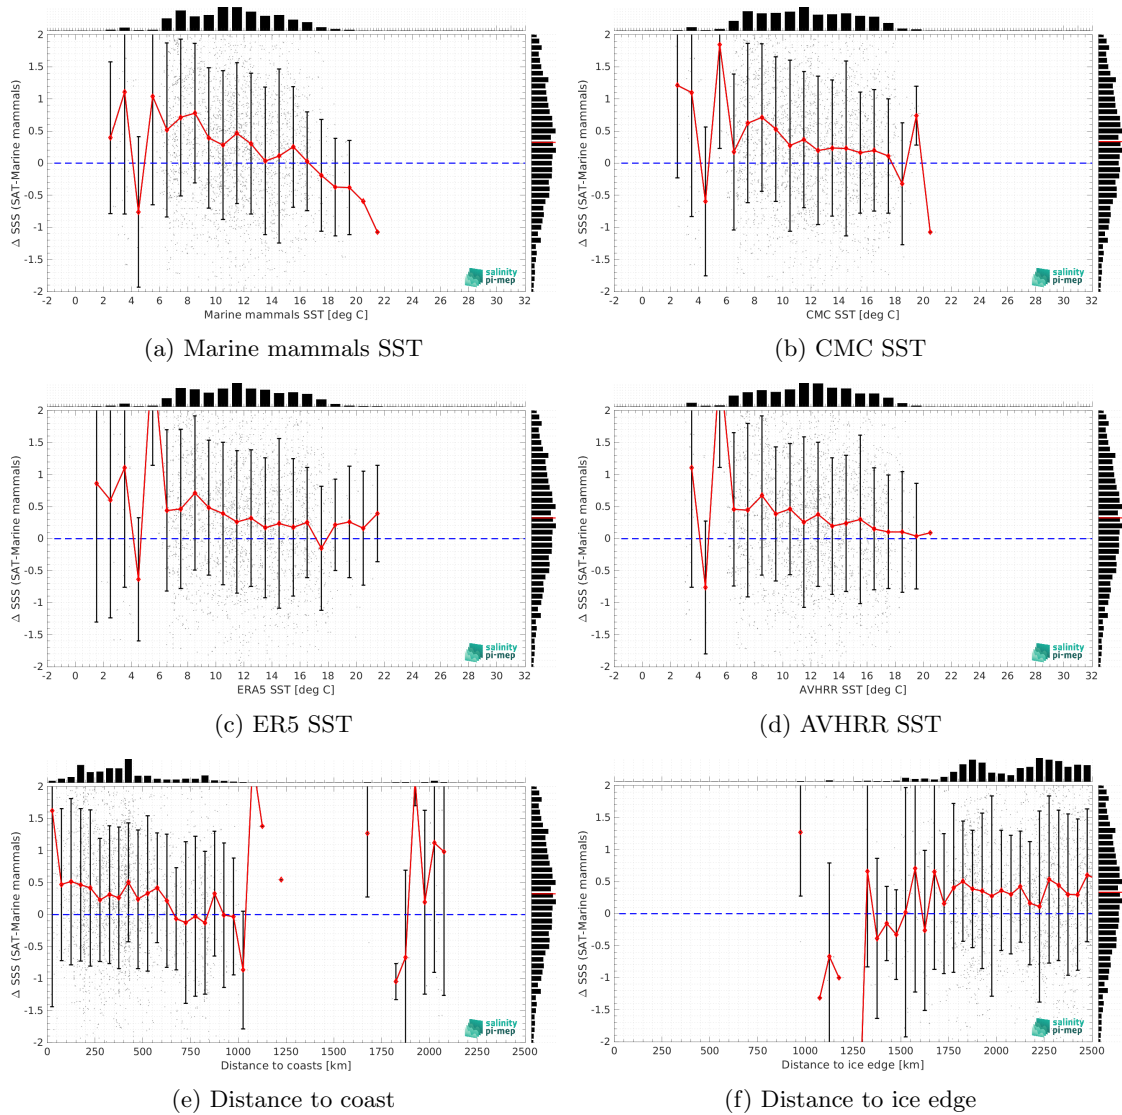 2
1.5
1
0.5
0
-0.5
-1
-1.5
-2
Δ SSS (SAT-Marine mammals)
-2 0 2 4 6 8 10 12 14 16 18 20 22 24 26 28 30 32
Marine mammals SST [deg C]
salinity
pi-mep
(a) Marine mammals SST
2
1.5
1
0.5
0
-0.5
-1
-1.5
-2
Δ SSS (SAT-Marine mammals)
-2 0 2 4 6 8 10 12 14 16 18 20 22 24 26 28 30 32
CMC SST [deg C]
salinity
pi-mep
(b) CMC SST
2
1.5
1
0.5
0
-0.5
-1
-1.5
-2
Δ SSS (SAT-Marine mammals)
-2 0 2 4 6 8 10 12 14 16 18 20 22 24 26 28 30 32
ERA5 SST [deg C]
salinity
pi-mep
(c) ER5 SST
2
1.5
1
0.5
0
-0.5
-1
-1.5
-2
Δ SSS (SAT-Marine mammals)
-2 0 2 4 6 8 10 12 14 16 18 20 22 24 26 28 30 32
AVHRR SST [deg C]
salinity
pi-mep
(d) AVHRR SST
2
1.5
1
0.5
0
-0.5
-1
-1.5
-2
Δ SSS (SAT-Marine mammals)
0 250 500 750 1000 1250 1500 1750 2000 2250 2500
Distance to coasts [km]
salinity
pi-mep
(e) Distance to coast
2
1.5
1
0.5
0
-0.5
-1
-1.5
-2
Δ SSS (SAT-Marine mammals)
0 250 500 750 1000 1250 1500 1750 2000 2250 2500
Distance to ice edge [km]
salinity
pi-mep
(f) Distance to ice edge